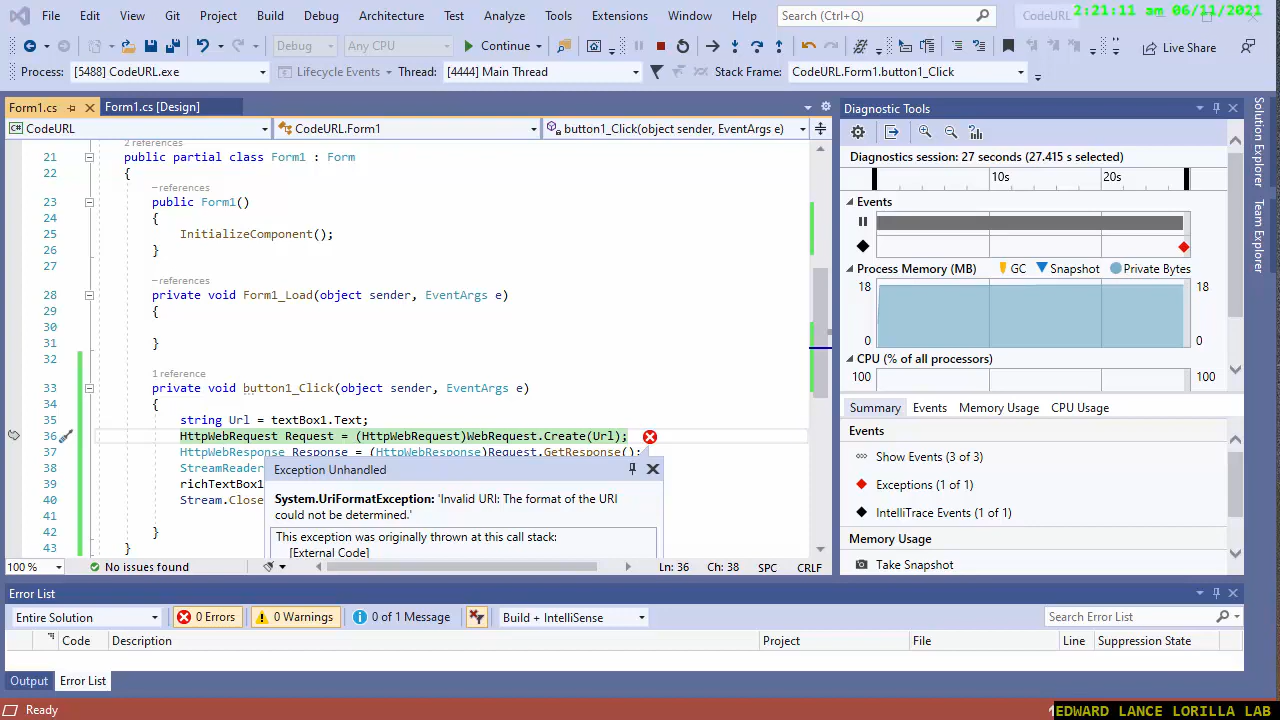 File Edit View Git Project Build Debug Architecture Test Analyze Tools Extensions Window Help Search (Ctrl+Q) CodeURL
2:21:11 am 06/11/2021
Debug Any CPU Continue Live Share
Process: [5488] CodeURL.exe Lifecycle Events Thread: [4444] Main Thread Stack Frame: CodeURL.Form1.button1_Click
Form1.cs Form1.cs [Design]
CodeURL CodeURL.Form1 button1_Click(object sender, EventArgs e)
2 references
21 public partial class Form1 : Form
22 {
– references
23 public Form1()
24 {
25 InitializeComponent();
26 }
27
– references
28 private void Form1_Load(object sender, EventArgs e)
29 {
30
31 }
32
1 reference
33 private void button1_Click(object sender, EventArgs e)
34 {
35 string Url = textBox1.Text;
36 HttpWebRequest Request = (HttpWebRequest)WebRequest.Create(Url);
37 HttpWebResponse Response = (HttpWebResponse)Request.GetResponse();
38 StreamReader
39 richTextBox1
40 Stream.Close
41
42 }
43 }
Exception Unhandled
System.UriFormatException: 'Invalid URI: The format of the URI
could not be determined.'
This exception was originally thrown at this call stack:
[External Code]
100 % No issues found Ln: 36 Ch: 38 SPC CRLF
Diagnostic Tools
Diagnostics session: 27 seconds (27.415 s selected)
10s 20s
Events
Process Memory (MB) GC Snapshot Private Bytes
18 18
0 0
CPU (% of all processors)
100 100
Summary Events Memory Usage CPU Usage
Events
Show Events (3 of 3)
Exceptions (1 of 1)
IntelliTrace Events (1 of 1)
Memory Usage
Take Snapshot
Solution Explorer
Team Explorer
Error List
Entire Solution 0 Errors 0 Warnings 0 of 1 Message Build + IntelliSense Search Error List
Code Description Project File Line Suppression State
Output Error List
Ready
EDWARD LANCE LORILLA LAB